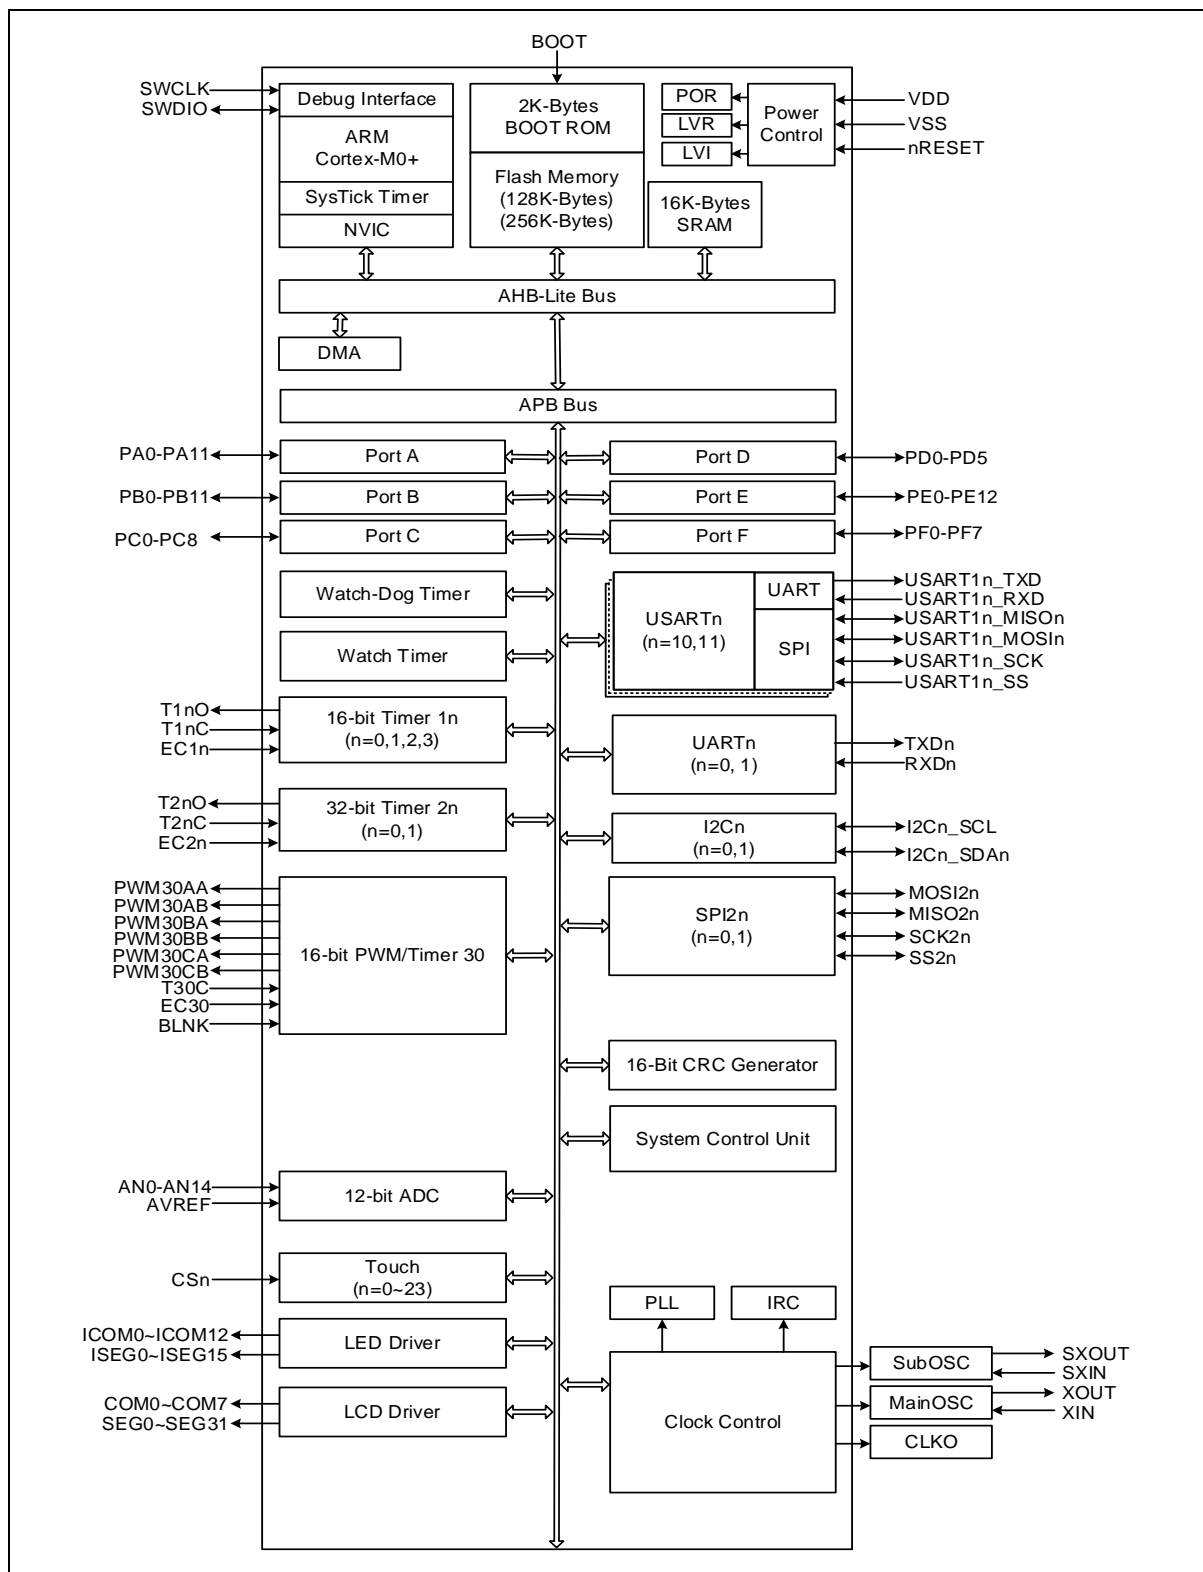 BOOT
SWCLK
SWDIO
Debug Interface
ARM
Cortex-M0+
SysTick Timer
NVIC
2K-Bytes
BOOT ROM
Flash Memory
(128K-Bytes)
(256K-Bytes)
16K-Bytes
SRAM
POR
LVR
LVI
Power
Control
VDD
VSS
nRESET
AHB-Lite Bus
DMA
APB Bus
PA0-PA11
Port A
Port D
PD0-PD5
PB0-PB11
Port B
Port E
PE0-PE12
PC0-PC8
Port C
Port F
PF0-PF7
Watch-Dog Timer
Watch Timer
USARTn
(n=10,11)
UART
SPI
USART1n_TXD
USART1n_RXD
USART1n_MISOn
USART1n_MOSIn
USART1n_SCK
USART1n_SS
T1nO
T1nC
EC1n
16-bit Timer 1n
(n=0,1,2,3)
UARTn
(n=0, 1)
TXDn
RXDn
T2nO
T2nC
EC2n
32-bit Timer 2n
(n=0,1)
I2Cn
(n=0,1)
I2Cn_SCL
I2Cn_SDAn
PWM30AA
PWM30AB
PWM30BA
PWM30BB
PWM30CA
PWM30CB
T30C
EC30
BLNK
16-bit PWM/Timer 30
SPI2n
(n=0,1)
MOSI2n
MISO2n
SCK2n
SS2n
16-Bit CRC Generator
System Control Unit
AN0-AN14
AVREF
12-bit ADC
CSn
Touch
(n=0~23)
ICOM0~ICOM12
ISEG0~ISEG15
LED Driver
COM0~COM7
SEG0~SEG31
LCD Driver
PLL
IRC
Clock Control
SubOSC
MainOSC
CLKO
SXOUT
SXIN
XOUT
XIN